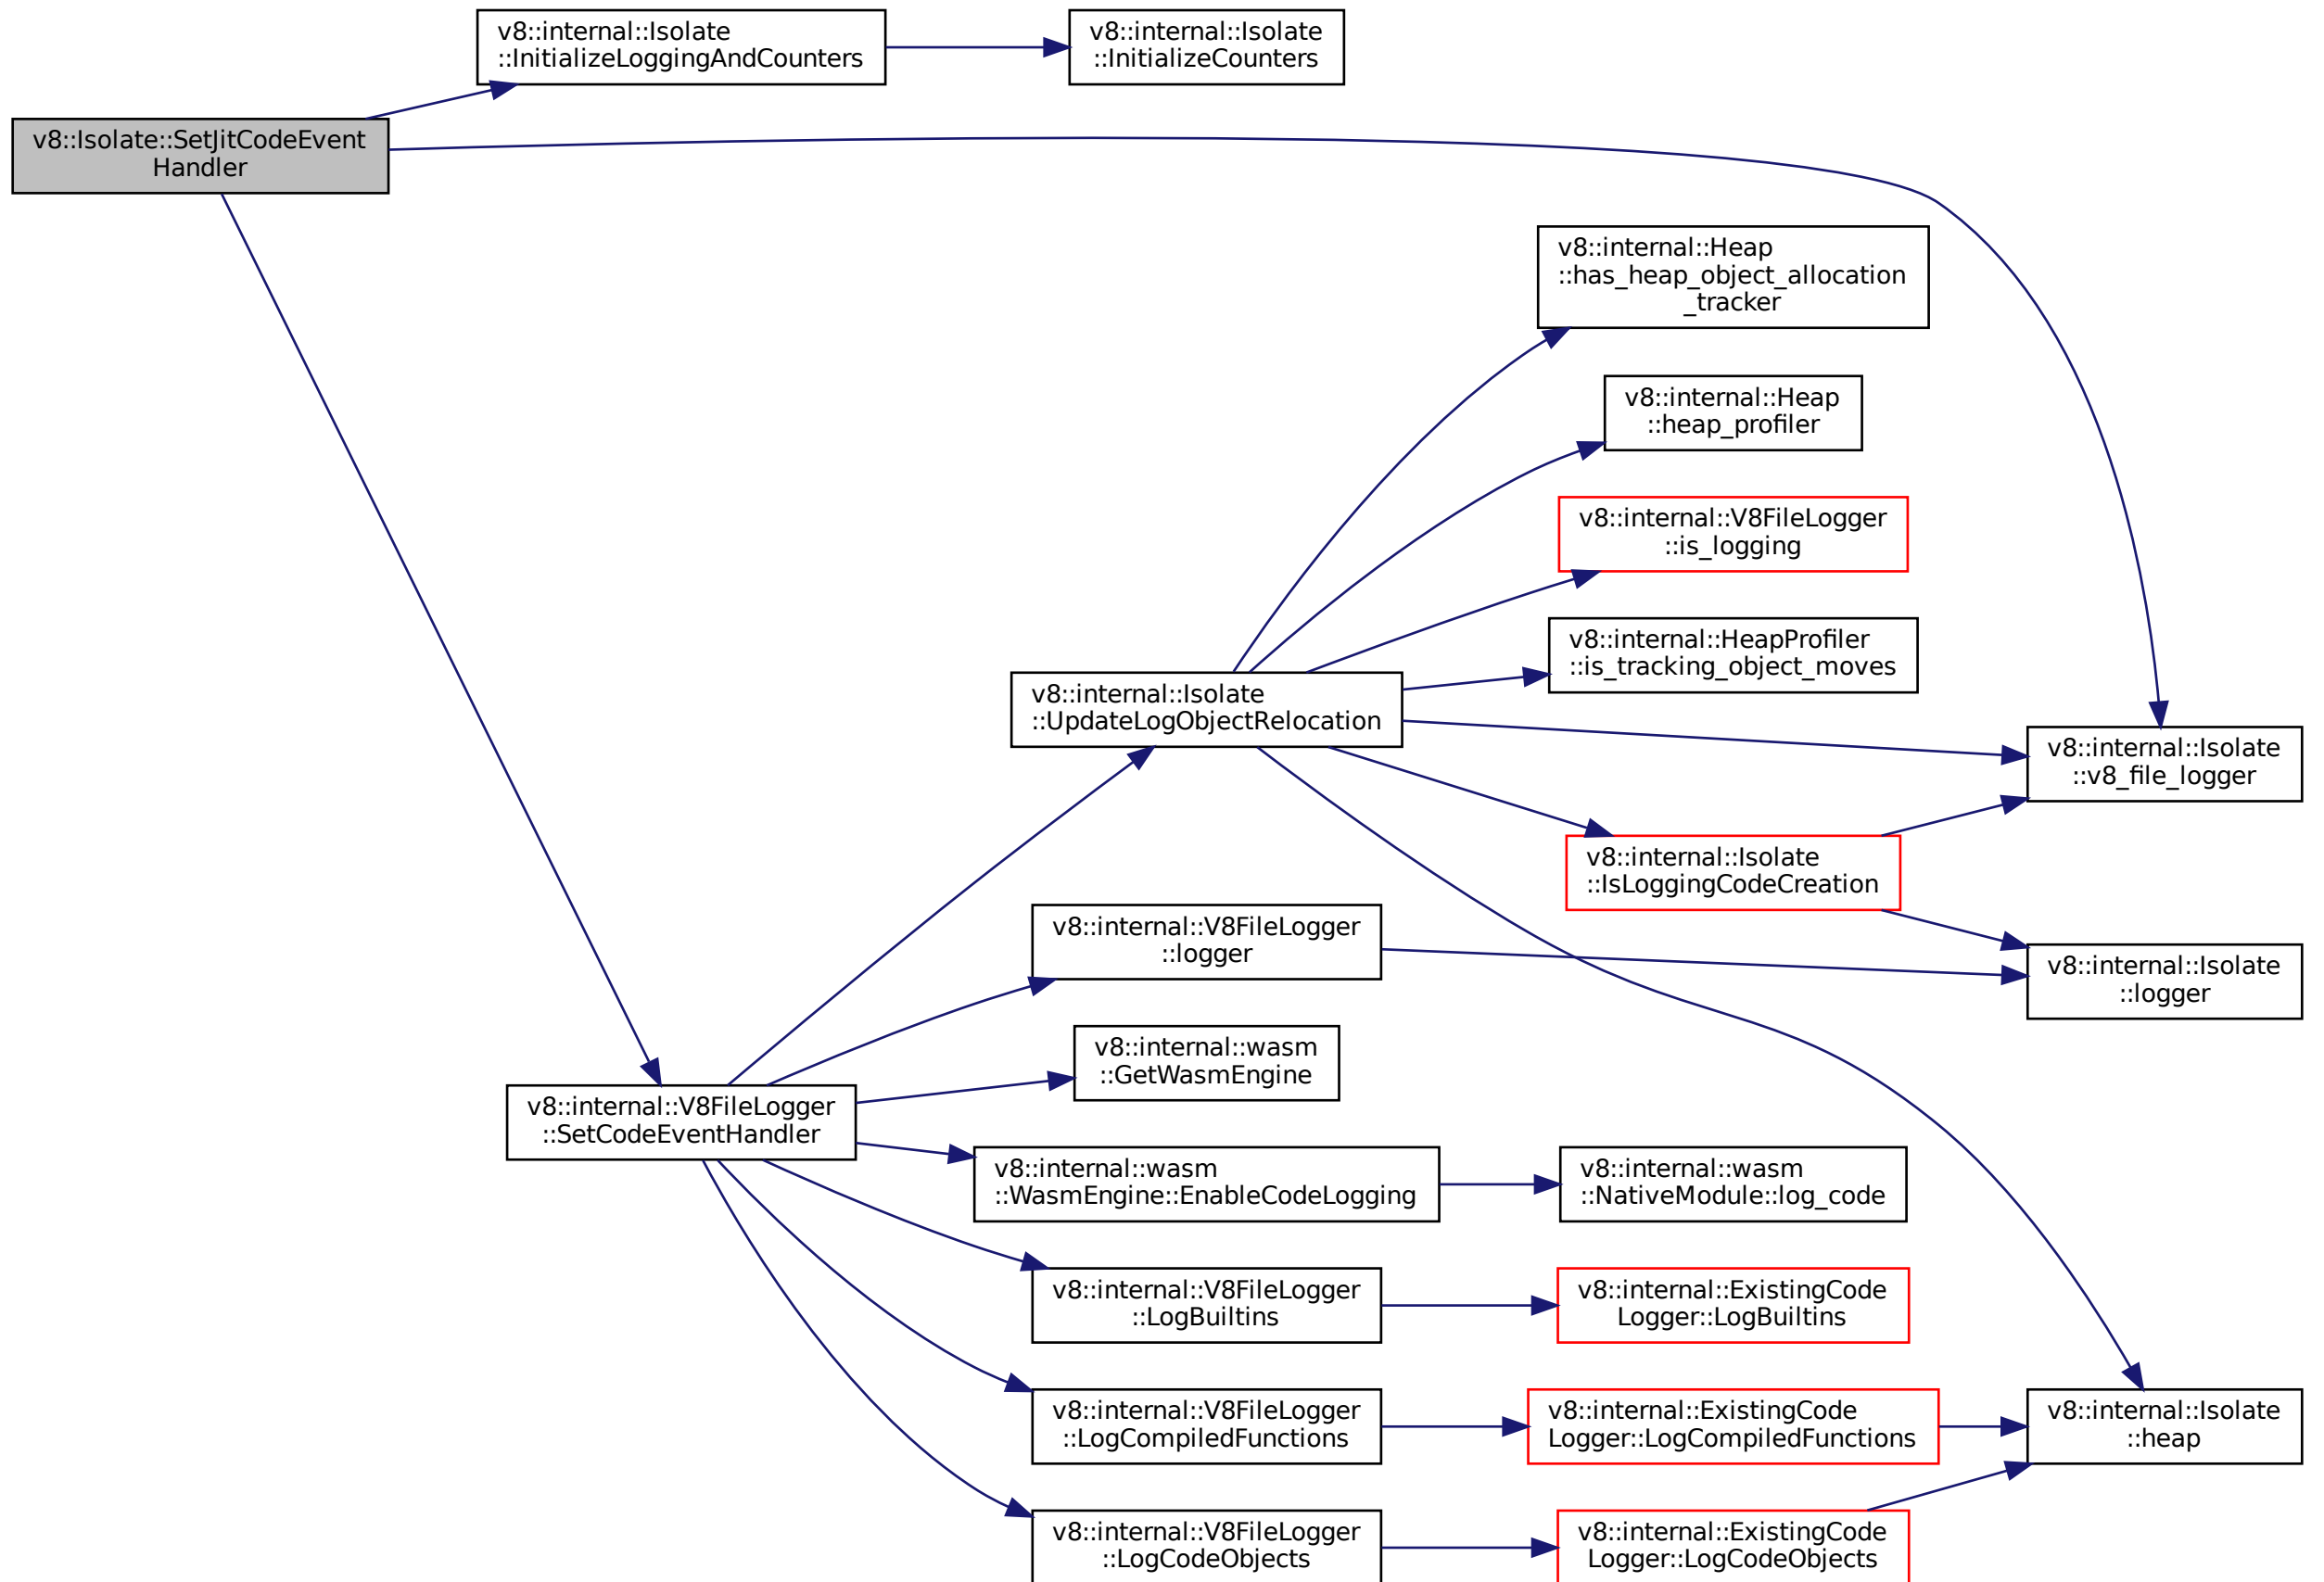 v8::internal::Isolate
::InitializeLoggingAndCounters
v8::internal::Isolate
::InitializeCounters
v8::Isolate::SetJitCodeEvent
Handler
v8::internal::Heap
::has_heap_object_allocation
_tracker
v8::internal::Heap
::heap_profiler
v8::internal::V8FileLogger
::is_logging
v8::internal::HeapProfiler
::is_tracking_object_moves
v8::internal::Isolate
::UpdateLogObjectRelocation
v8::internal::Isolate
::v8_file_logger
v8::internal::Isolate
::IsLoggingCodeCreation
v8::internal::V8FileLogger
::logger
v8::internal::Isolate
::logger
v8::internal::wasm
::GetWasmEngine
v8::internal::V8FileLogger
::SetCodeEventHandler
v8::internal::wasm
::WasmEngine::EnableCodeLogging
v8::internal::wasm
::NativeModule::log_code
v8::internal::V8FileLogger
::LogBuiltins
v8::internal::ExistingCode
Logger::LogBuiltins
v8::internal::V8FileLogger
::LogCompiledFunctions
v8::internal::ExistingCode
Logger::LogCompiledFunctions
v8::internal::Isolate
::heap
v8::internal::V8FileLogger
::LogCodeObjects
v8::internal::ExistingCode
Logger::LogCodeObjects